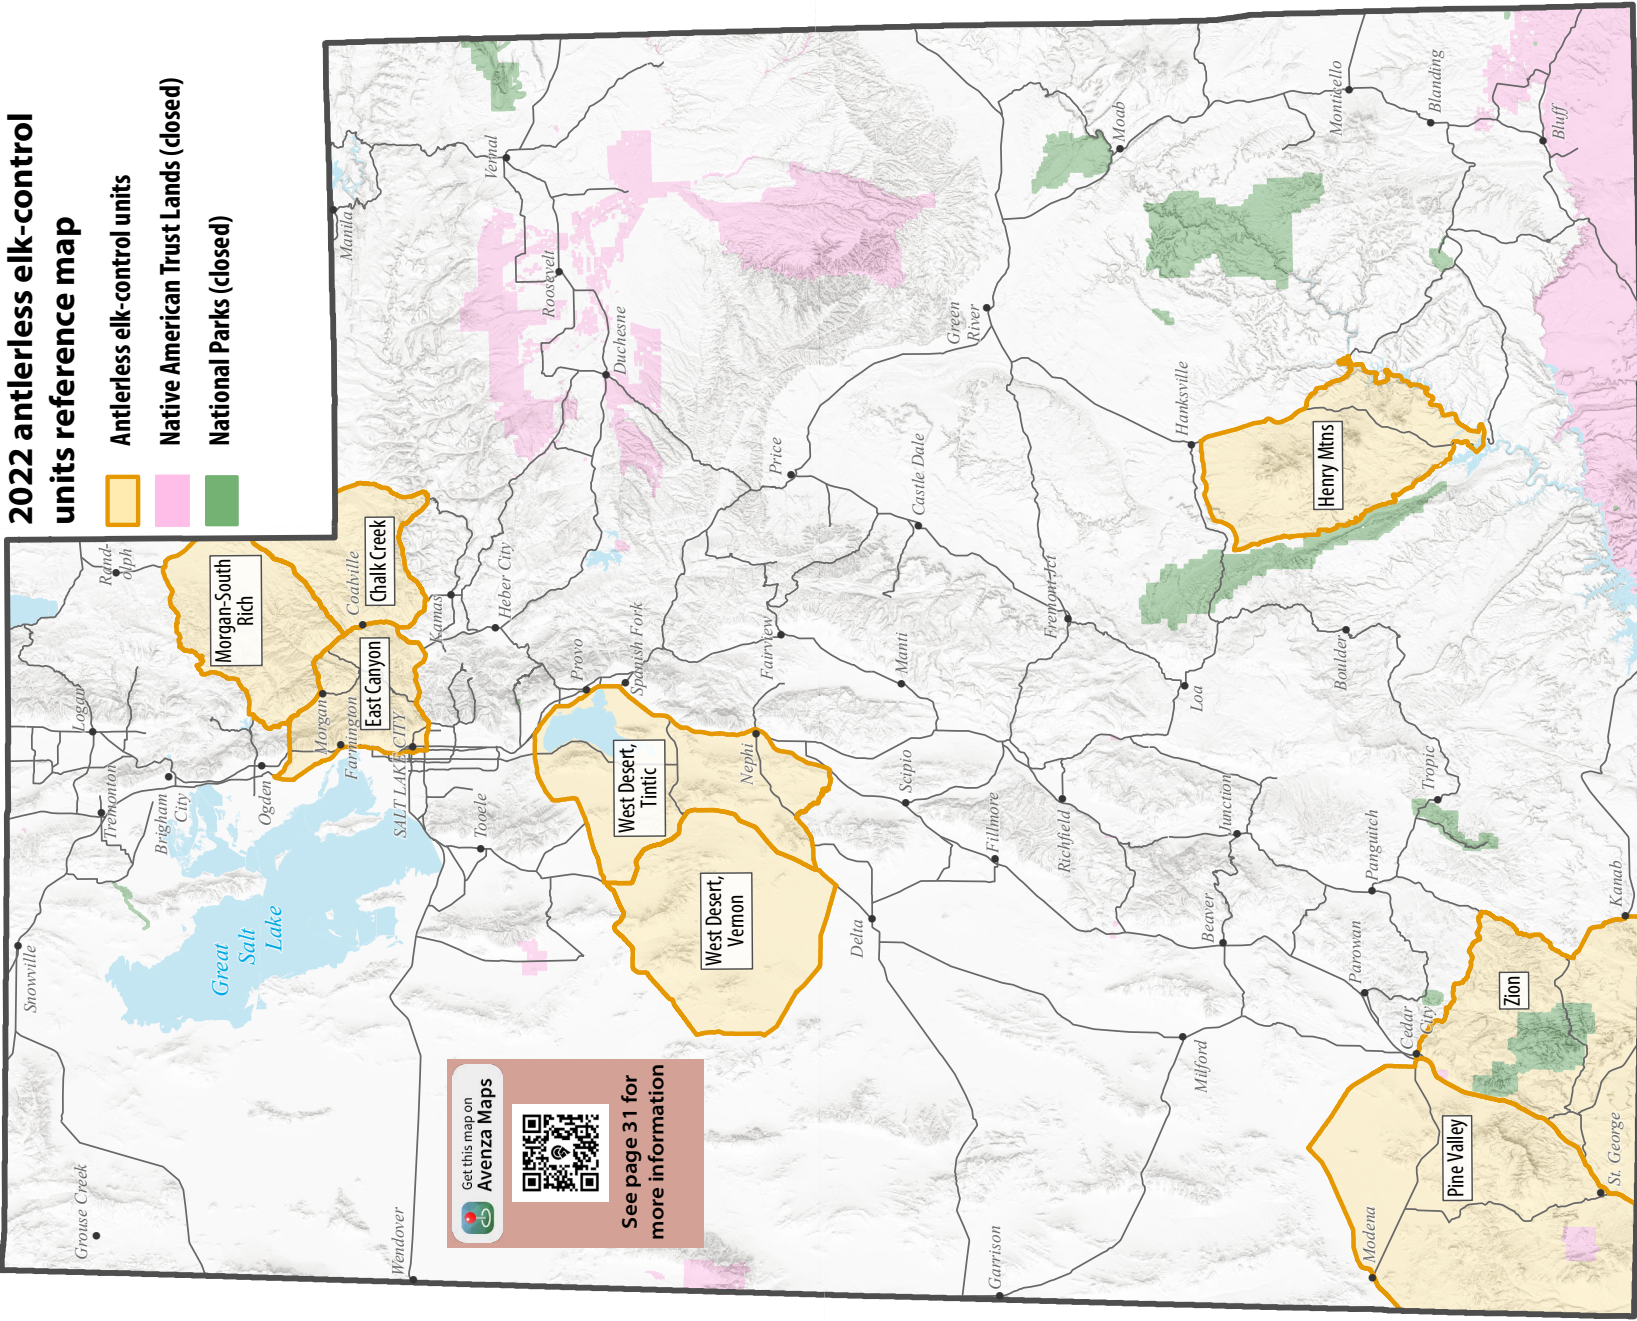 2022 antlerless elk-control
units reference map
Antlerless elk-control units
Native American Trust Lands (closed)
National Parks (closed)
Snowville
Grouse Creek
Tremonton
Logan
Rand-
olph
Brigham
City
Ogden
Great
Salt
Lake
Morgan-South
Rich
Morgan
Farmington
East Canyon
Coalville
Chalk Creek
SALT LAKE CITY
Kamas
Heber City
Tooele
Wendover
Manila
Vernal
Roosevelt
Duchesne
Get this map on
Avenza Maps
See page 31 for
more information
Provo
Spanish Fork
West Desert,
Tintic
West Desert,
Vernon
Nephi
Fairview
Price
Castle Dale
Manti
Scipio
Delta
Fillmore
Green
River
Garrison
Richfield
Fremont Jct
Moab
Hanksville
Loa
Junction
Beaver
Milford
Henry Mtns
Boulder
Monticello
Blanding
Bluff
Panguitch
Tropic
Parowan
Cedar
City
Modena
Pine Valley
Zion
St. George
Kanab